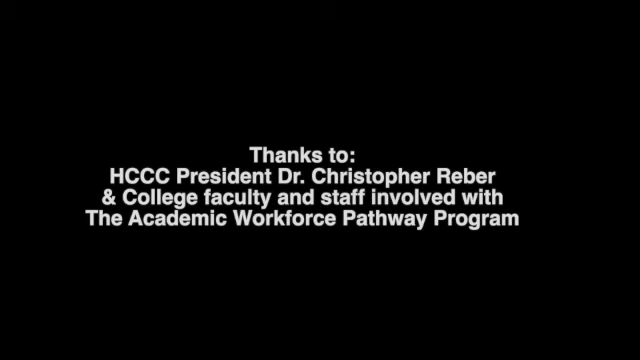 Thanks to:
HCCC President Dr. Christopher Reber
& College faculty and staff involved with
The Academic Workforce Pathway Program